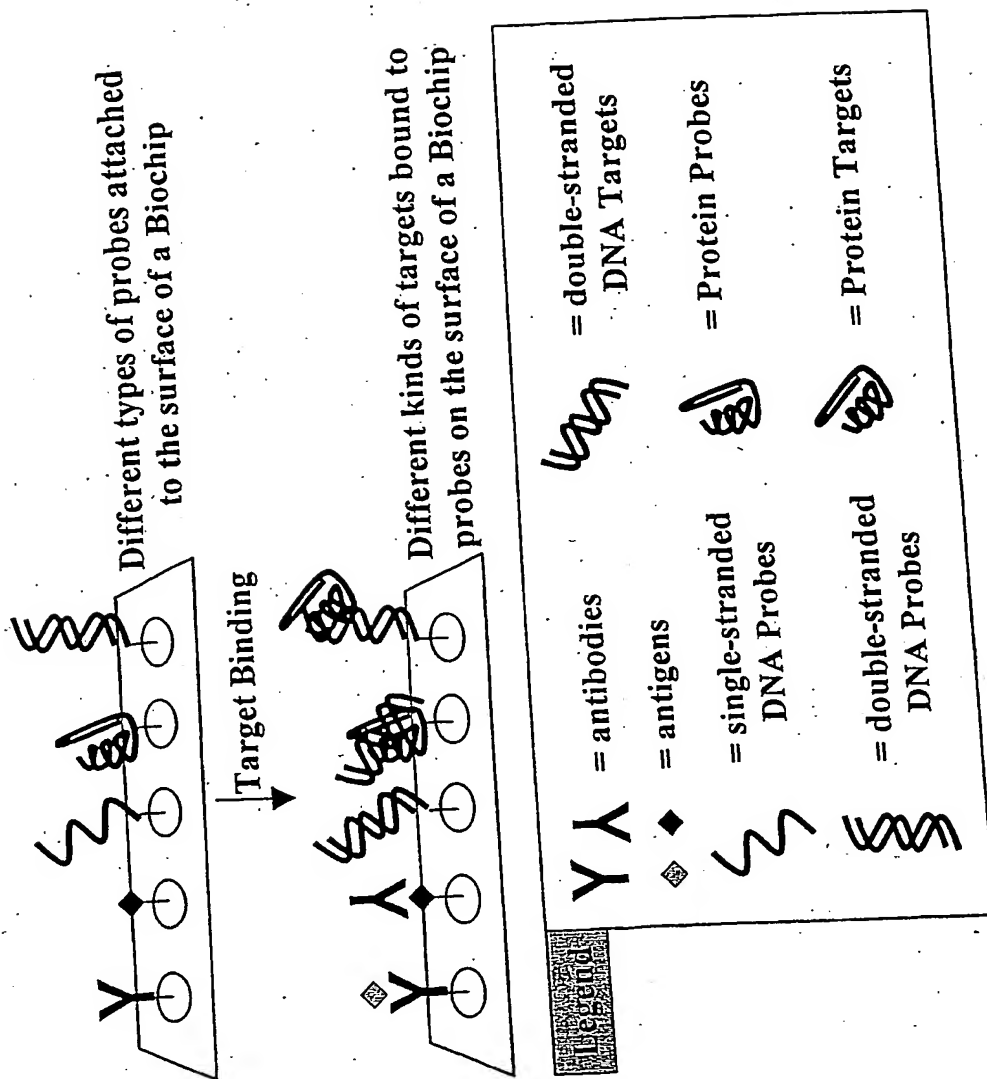 Different types of probes attached
to the surface of a Biochip
Target Binding
Different kinds of targets bound to
probes on the surface of a Biochip
Legend
= antibodies
= antigens
= single-stranded
DNA Probes
= double-stranded
DNA Probes
= double-stranded
DNA Targets
= Protein Probes
= Protein Targets